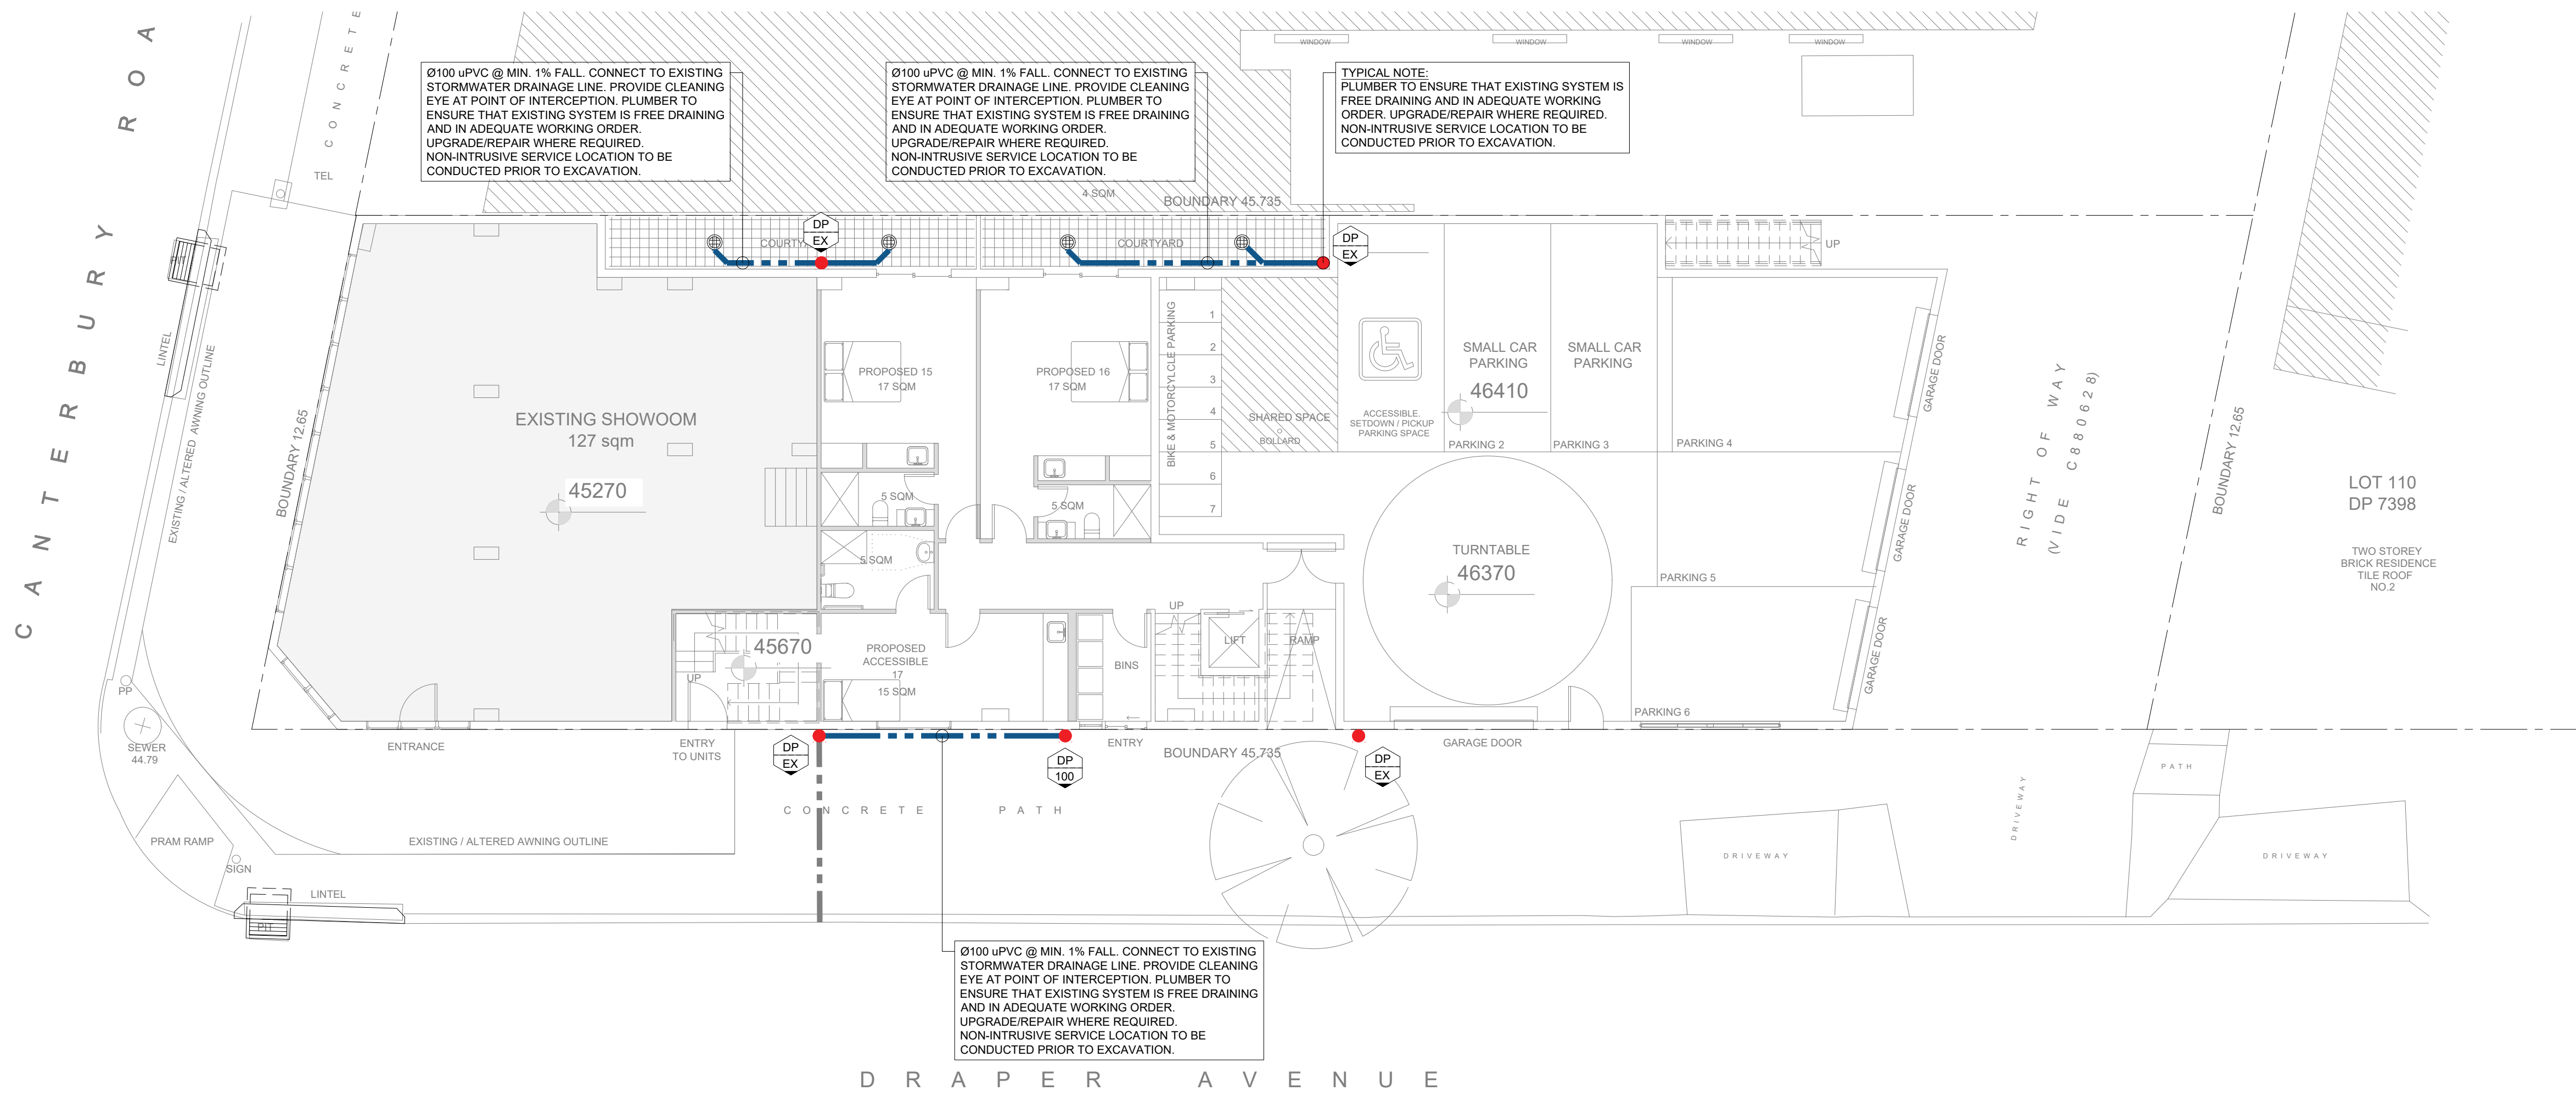 CANTERBURY ROA
CONCRETE
TEL
Ø100 uPVC @ MIN. 1% FALL. CONNECT TO EXISTING
STORMWATER DRAINAGE LINE. PROVIDE CLEANING
EYE AT POINT OF INTERCEPTION. PLUMBER TO
ENSURE THAT EXISTING SYSTEM IS FREE DRAINING
AND IN ADEQUATE WORKING ORDER.
UPGRADE/REPAIR WHERE REQUIRED.
NON-INTRUSIVE SERVICE LOCATION TO BE
CONDUCTED PRIOR TO EXCAVATION.
Ø100 uPVC @ MIN. 1% FALL. CONNECT TO EXISTING
STORMWATER DRAINAGE LINE. PROVIDE CLEANING
EYE AT POINT OF INTERCEPTION. PLUMBER TO
ENSURE THAT EXISTING SYSTEM IS FREE DRAINING
AND IN ADEQUATE WORKING ORDER.
UPGRADE/REPAIR WHERE REQUIRED.
NON-INTRUSIVE SERVICE LOCATION TO BE
CONDUCTED PRIOR TO EXCAVATION.
TYPICAL NOTE:
PLUMBER TO ENSURE THAT EXISTING SYSTEM IS
FREE DRAINING AND IN ADEQUATE WORKING
ORDER. UPGRADE/REPAIR WHERE REQUIRED.
NON-INTRUSIVE SERVICE LOCATION TO BE
CONDUCTED PRIOR TO EXCAVATION.
WINDOW
WINDOW
WINDOW
WINDOW
4 SQM
BOUNDARY 45.735
COURTY
DP
EX
COURTYARD
DP
EX
UP
PIT
LINTEL
EXISTING / ALTERED AWNING OUTLINE
BOUNDARY 12.65
EXISTING SHOWOOM
127 sqm
45270
PROPOSED 15
17 SQM
PROPOSED 16
17 SQM
5 SQM
5 SQM
5 SQM
BIKE & MOTORCYLCLE PARKING
1
2
3
4
5
6
7
SHARED SPACE
BOLLARD
ACCESSIBLE.
SETDOWN / PICKUP
PARKING SPACE
SMALL CAR
PARKING
46410
PARKING 2
SMALL CAR
PARKING
PARKING 3
PARKING 4
TURNTABLE
46370
PARKING 5
PARKING 6
GARAGE DOOR
GARAGE DOOR
GARAGE DOOR
RIGHT OF WAY
(VIDE C880628)
BOUNDARY 12.65
LOT 110
DP 7398
TWO STOREY
BRICK RESIDENCE
TILE ROOF
NO.2
45670
UP
PROPOSED
ACCESSIBLE
17
15 SQM
BINS
UP
LIFT
RAMP
PP
SEWER
44.79
ENTRANCE
ENTRY
TO UNITS
DP
EX
DP
100
ENTRY
BOUNDARY 45.735
DP
EX
GARAGE DOOR
CONCRETE PATH
PRAM RAMP
SIGN
EXISTING / ALTERED AWNING OUTLINE
LINTEL
PIT
DRIVEWAY
DRIVEWAY
PATH
DRIVEWAY
Ø100 uPVC @ MIN. 1% FALL. CONNECT TO EXISTING
STORMWATER DRAINAGE LINE. PROVIDE CLEANING
EYE AT POINT OF INTERCEPTION. PLUMBER TO
ENSURE THAT EXISTING SYSTEM IS FREE DRAINING
AND IN ADEQUATE WORKING ORDER.
UPGRADE/REPAIR WHERE REQUIRED.
NON-INTRUSIVE SERVICE LOCATION TO BE
CONDUCTED PRIOR TO EXCAVATION.
DRAPER AVENUE